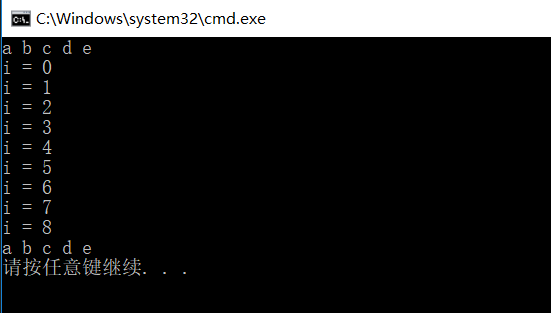 C:\Windows\system32\cmd.exe
a b c d e
i = 0
i = 1
i = 2
i = 3
i = 4
i = 5
i = 6
i = 7
i = 8
a b c d e
请按任意键继续. . .